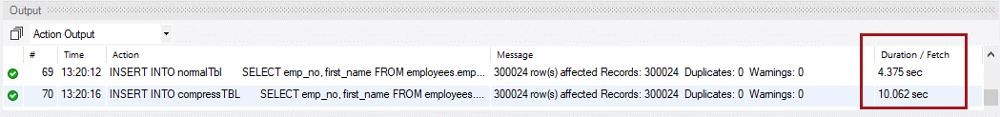 Output
Action Output
# Time Action Message Duration / Fetch
69 13:20:12 INSERT INTO normalTbl SELECT emp_no, first_name FROM employees.emp... 300024 row(s) affected Records: 300024 Duplicates: 0 Warnings: 0 4.375 sec
70 13:20:16 INSERT INTO compressTBL SELECT emp_no, first_name FROM employees.... 300024 row(s) affected Records: 300024 Duplicates: 0 Warnings: 0 10.062 sec